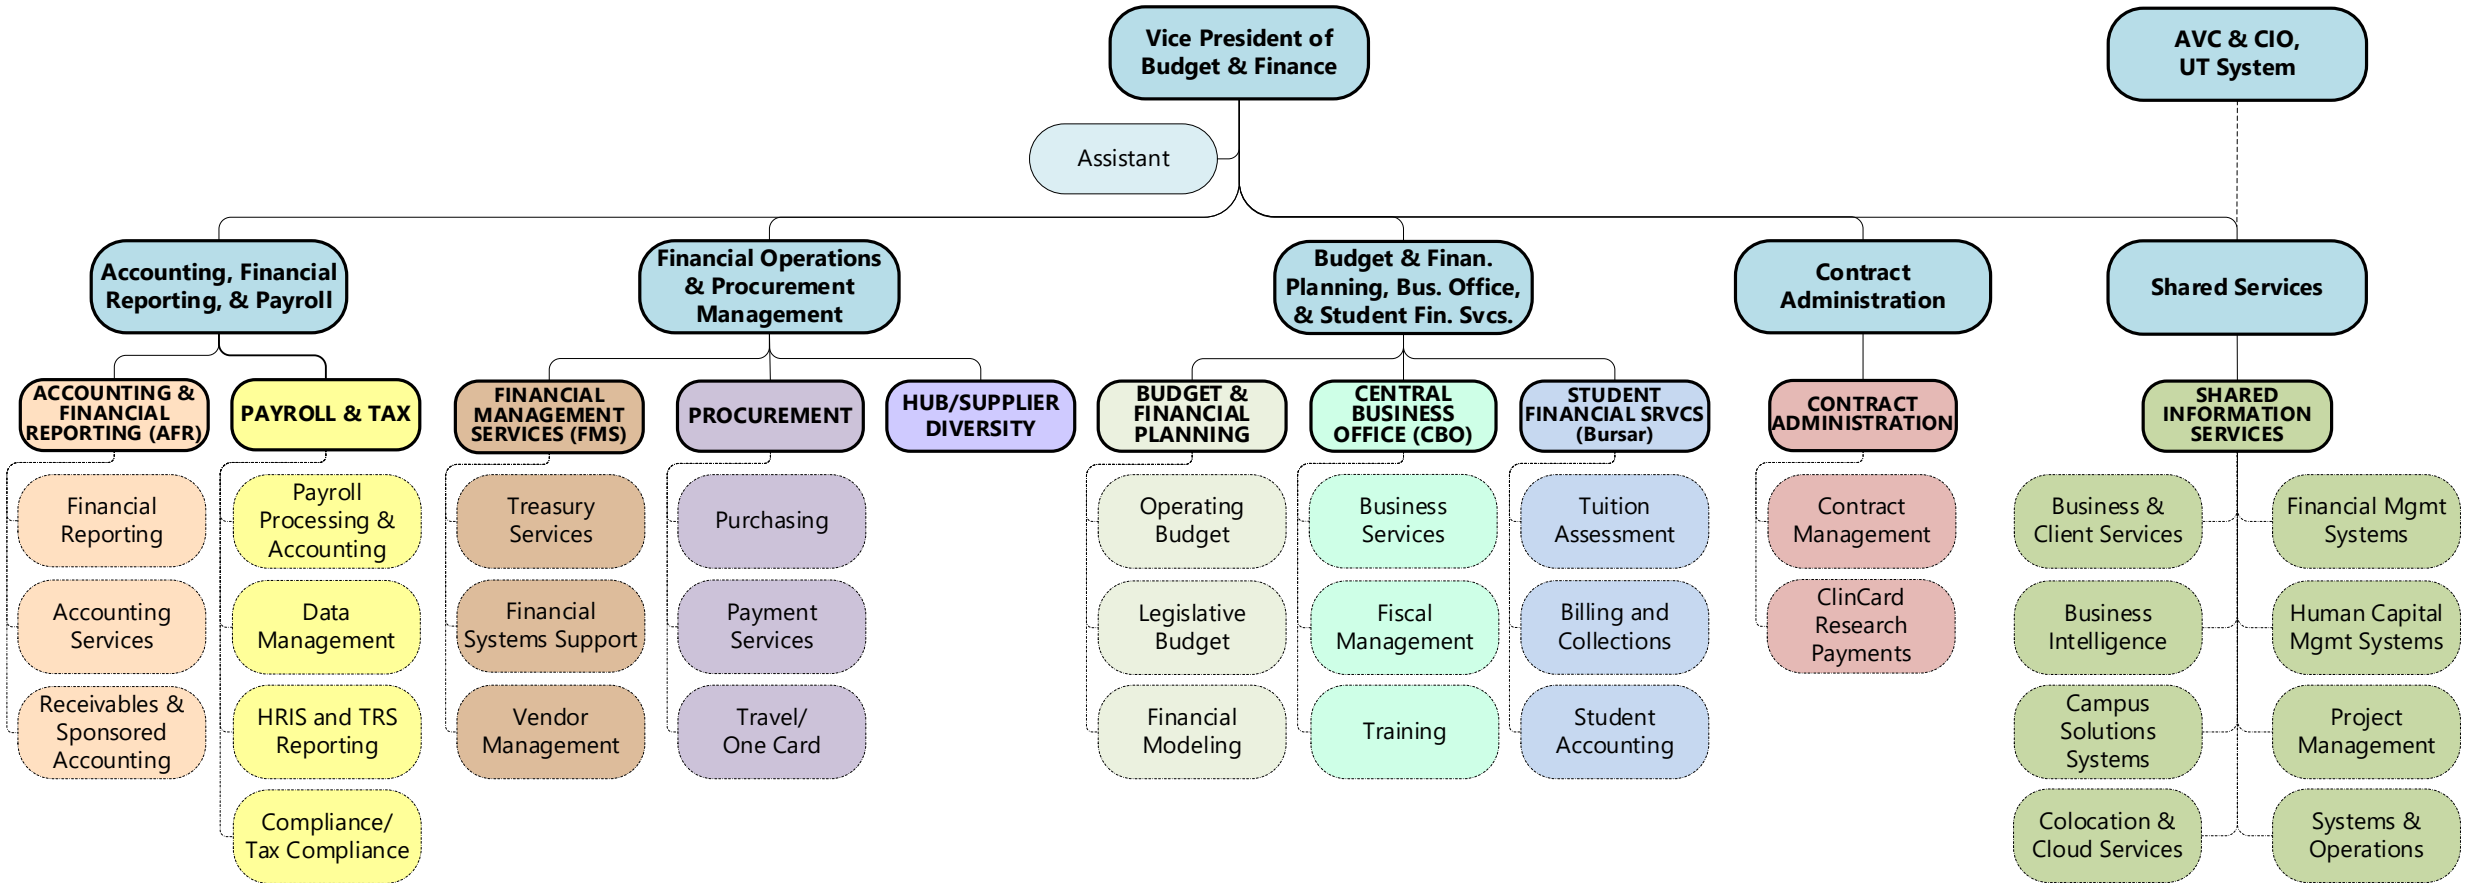 Vice President of
Budget & Finance
AVC & CIO,
UT System
Assistant
Accounting, Financial
Reporting, & Payroll
Financial Operations
& Procurement
Management
Budget & Finan.
Planning, Bus. Office,
& Student Fin. Svcs.
Contract
Administration
Shared Services
ACCOUNTING &
FINANCIAL
REPORTING (AFR)
PAYROLL & TAX
FINANCIAL
MANAGEMENT
SERVICES (FMS)
PROCUREMENT
HUB/SUPPLIER
DIVERSITY
BUDGET &
FINANCIAL
PLANNING
CENTRAL
BUSINESS
OFFICE (CBO)
STUDENT
FINANCIAL SRVCS
(Bursar)
CONTRACT
ADMINISTRATION
SHARED
INFORMATION
SERVICES
Financial
Reporting
Payroll
Processing &
Accounting
Treasury
Services
Purchasing
Operating
Budget
Business
Services
Tuition
Assessment
Contract
Management
Business &
Client Services
Financial Mgmt
Systems
Accounting
Services
Data
Management
Financial
Systems Support
Payment
Services
Legislative
Budget
Fiscal
Management
Billing and
Collections
ClinCard
Research
Payments
Business
Intelligence
Human Capital
Mgmt Systems
Receivables &
Sponsored
Accounting
HRIS and TRS
Reporting
Vendor
Management
Travel/
One Card
Financial
Modeling
Training
Student
Accounting
Campus
Solutions
Systems
Project
Management
Compliance/
Tax Compliance
Colocation &
Cloud Services
Systems &
Operations